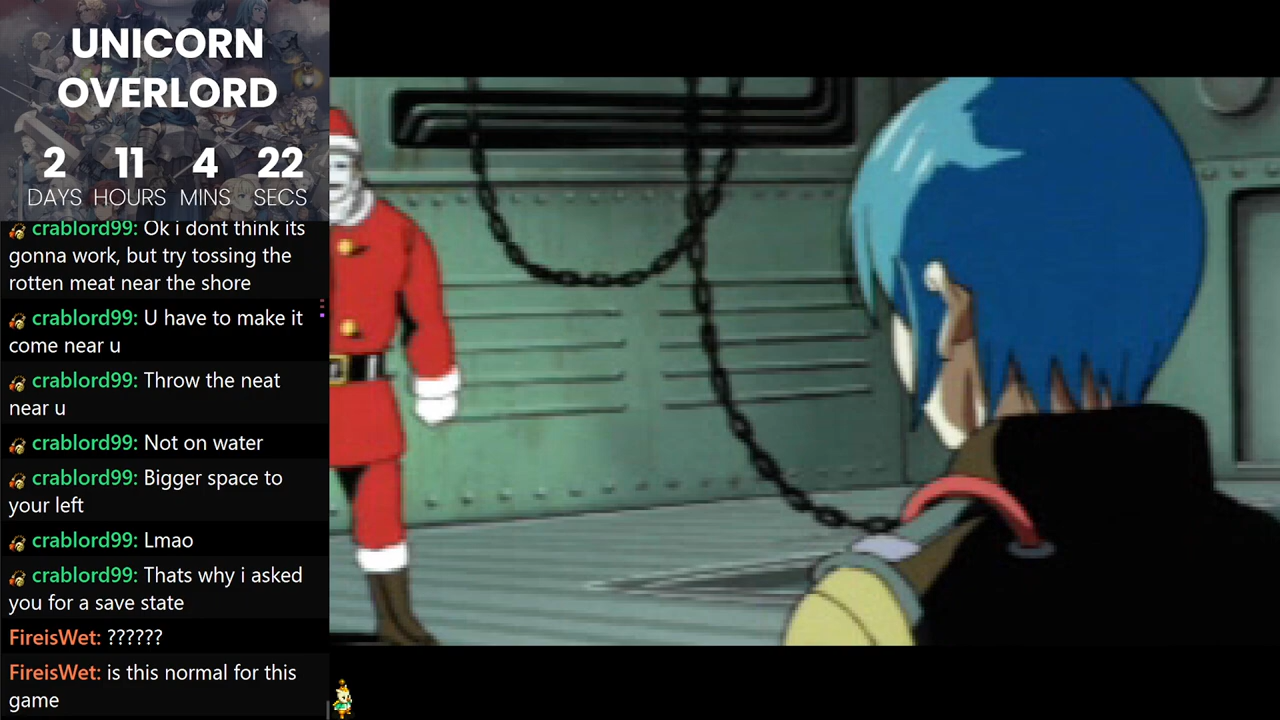 UNICORN
OVERLORD
2 11 4 22
DAYS HOURS MINS SECS
crablord99: Ok i dont think its
gonna work, but try tossing the
rotten meat near the shore
crablord99: U have to make it
come near u
crablord99: Throw the neat
near u
crablord99: Not on water
crablord99: Bigger space to
your left
crablord99: Lmao
crablord99: Thats why i asked
you for a save state
FireisWet: ??????
FireisWet: is this normal for this
game